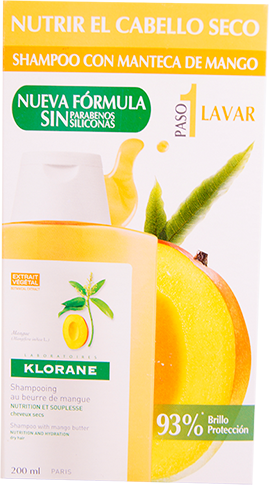 NUTRIR EL CABELLO SECO
SHAMPOO CON MANTECA DE MANGO
NUEVA FÓRMULA
SIN PARABENOS
SILICONAS
PASO 1 LAVAR
EXTRAIT
VÉGÉTAL
LABORATOIRES
KLORANE
Shampooing
au beurre de mangue
NUTRITION ET SOUPLESSE
cheveux secs
Shampoo with mango butter
NUTRITION AND HYDRATION
dry hair
200 ml PARIS
93%* Brillo
Protección